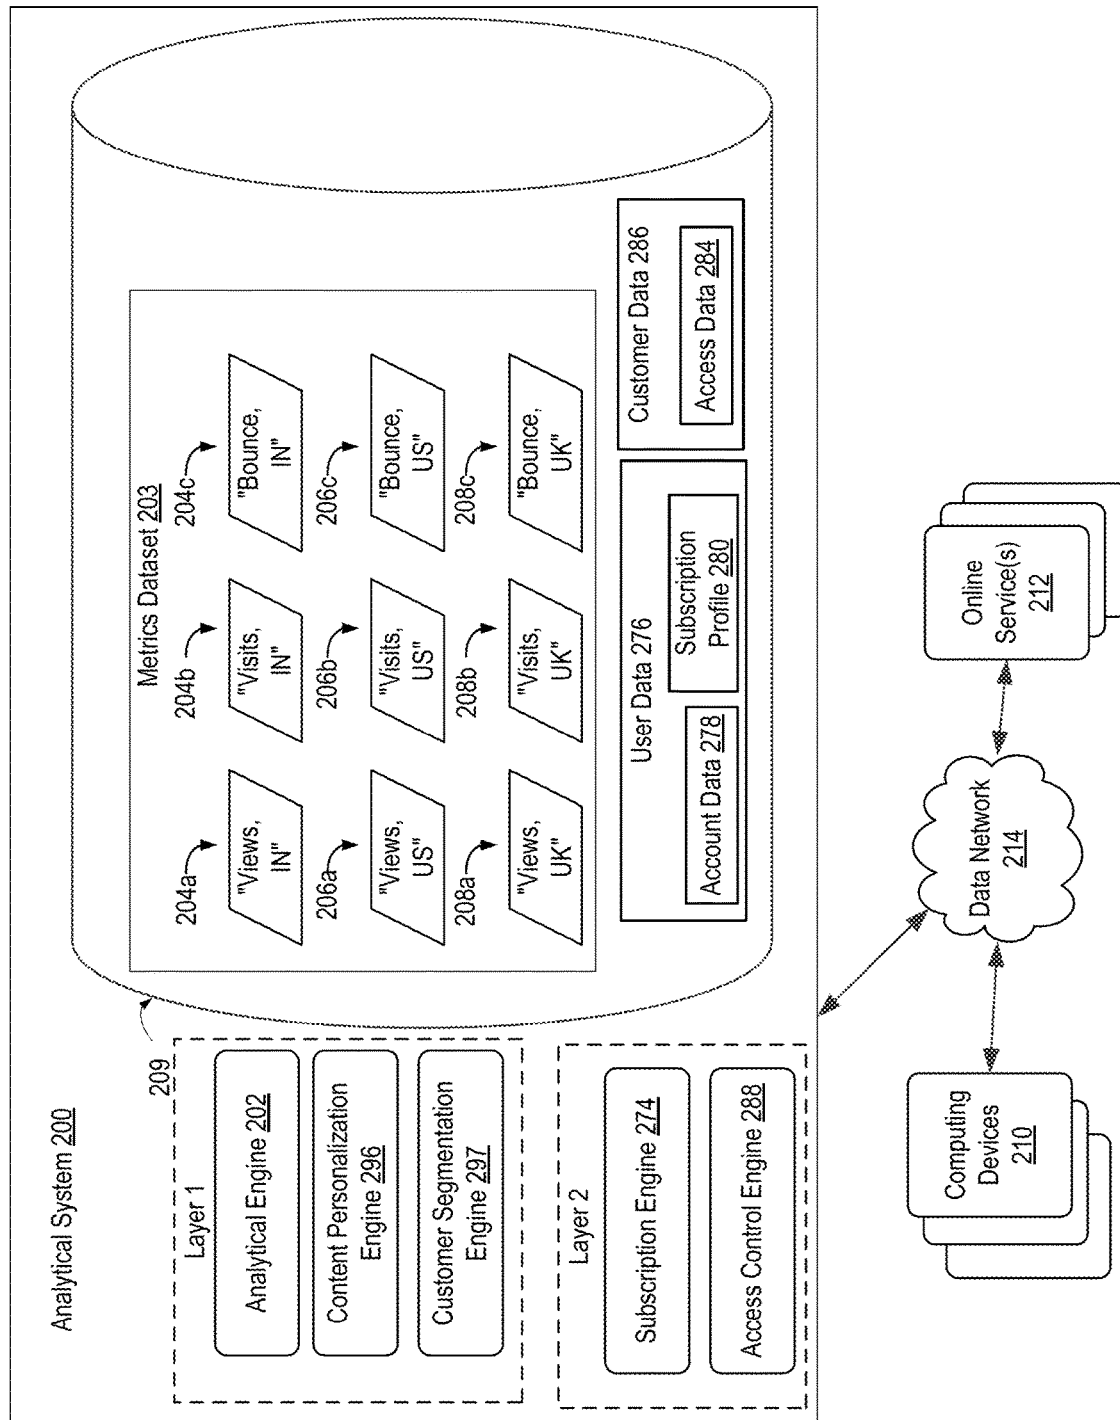 Analytical System 200
209
Layer 1
Analytical Engine 202
Content Personalization
Engine 296
Customer Segmentation
Engine 297
Layer 2
Subscription Engine 274
Access Control Engine 288
Metrics Dataset 203
204a
"Views,
IN"
204b
"Visits,
IN"
204c
"Bounce,
IN"
206a
"Views,
US"
206b
"Visits,
US"
206c
"Bounce,
US"
208a
"Views,
UK"
208b
"Visits,
UK"
208c
"Bounce,
UK"
User Data 276
Account Data 278
Subscription
Profile 280
Customer Data 286
Access Data 284
Computing
Devices
210
Data Network
214
Online
Service(s)
212